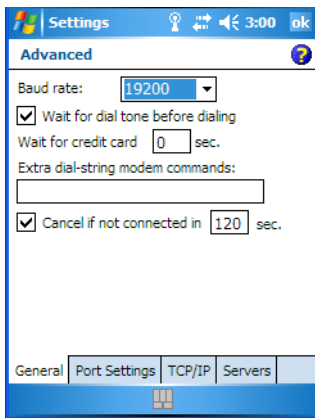 Settings 3:00 ok
Advanced
Baud rate: 19200
Wait for dial tone before dialing
Wait for credit card 0 sec.
Extra dial-string modem commands:
Cancel if not connected in 120 sec.
General Port Settings TCP/IP Servers